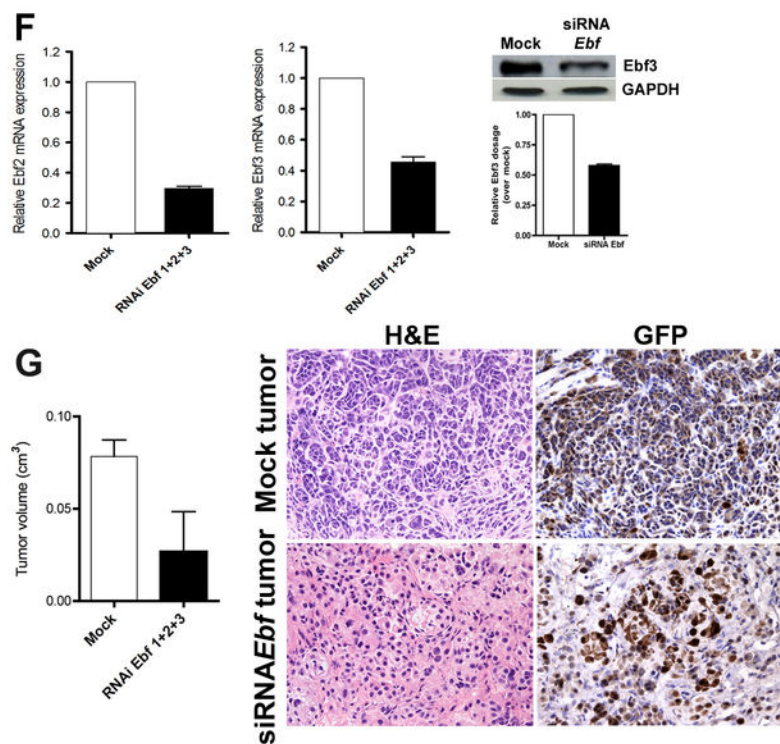 F
Relative Ebf2 mRNA expression
1.2
1.0
0.8
0.6
0.4
0.2
0.0
Mock
RNAi Ebf 1+2+3
Relative Ebf3 mRNA expression
1.2
1.0
0.8
0.6
0.4
0.2
0.0
Mock
RNAi Ebf 1+2+3
siRNA
Mock Ebf
Ebf3
GAPDH
Relative Ebf3 dosage
(over mock)
1.00
0.75
0.50
0.25
0.00
Mock
siRNA Ebf
G
Tumor volume (cm³)
0.10
0.05
0.00
Mock
RNAi Ebf 1+2+3
H&E
GFP
Mock tumor
siRNAEbf tumor